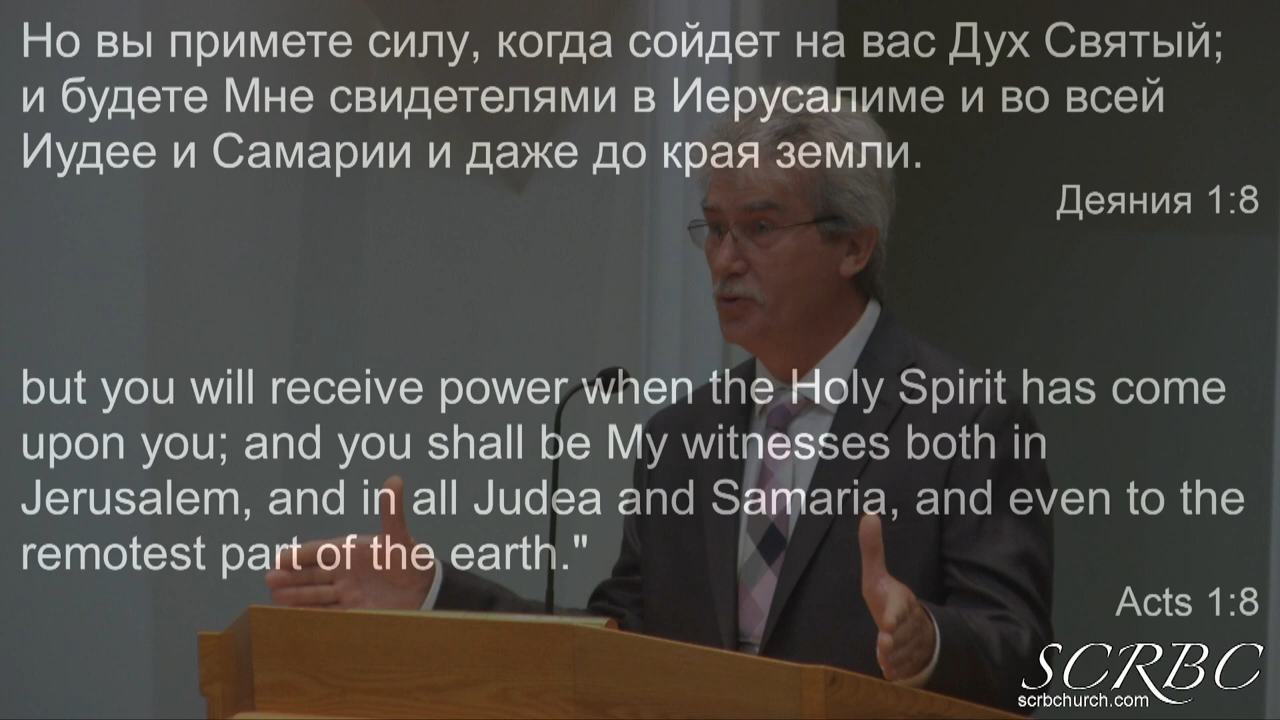 Но вы примете силу, когда сойдет на вас Дух Святый;
и будете Мне свидетелями в Иерусалиме и во всей
Иудее и Самарии и даже до края земли.
Деяния 1:8
but you will receive power when the Holy Spirit has come
upon you; and you shall be My witnesses both in
Jerusalem, and in all Judea and Samaria, and even to the
remotest part of the earth."
Acts 1:8
SCRBC
scrbchurch.com